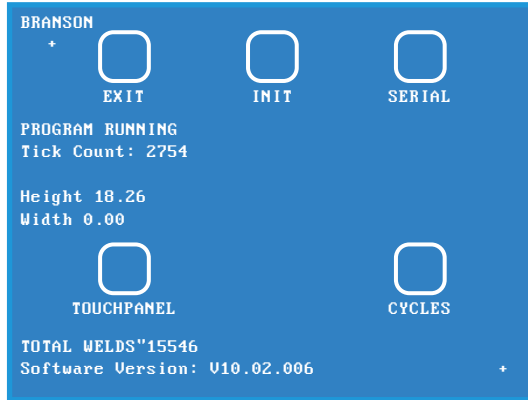 BRANSON
+
EXIT INIT SERIAL
PROGRAM RUNNING
Tick Count: 2754
Height 18.26
Width 0.00
TOUCHPANEL CYCLES
TOTAL WELDS"15546
Software Version: V10.02.006 +